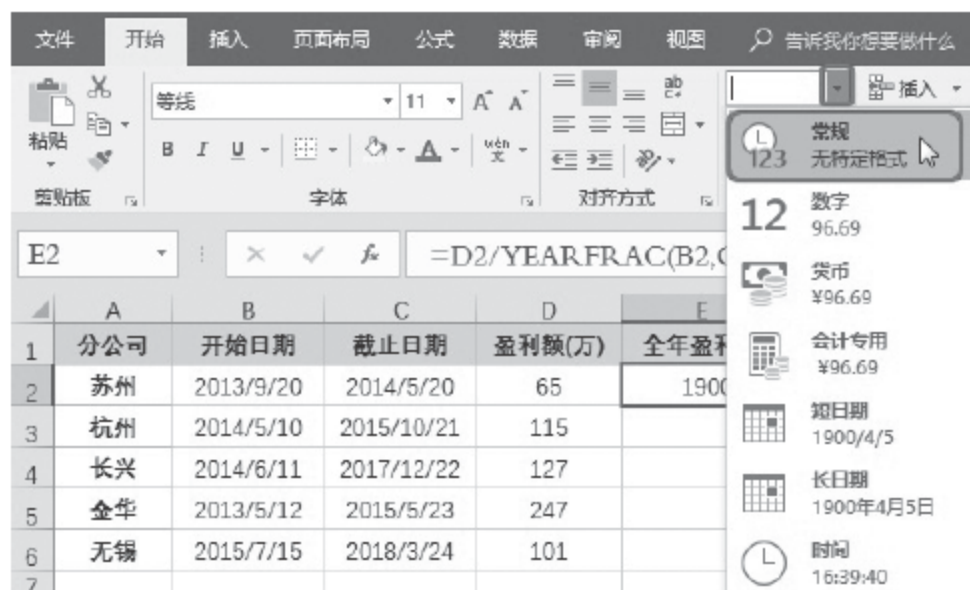 文件 开始 插入 页面布局 公式 数据 审阅 视图 告诉我你想要做什么
等线 11 插入
粘贴
B I U A wén 文
剪贴板 字体 对齐方式
常规
无特定格式
123
数字
12
96.69
货币
¥96.69
会计专用
¥96.69
短日期
1900/4/5
长日期
1900年4月5日
时间
16:39:40
E2 fx =D2/YEARFRAC(B2,
A B C D E
1 分公司 开始日期 截止日期 盈利额(万) 全年盈
2 苏州 2013/9/20 2014/5/20 65 190
3 杭州 2014/5/10 2015/10/21 115
4 长兴 2014/6/11 2017/12/22 127
5 金华 2013/5/12 2015/5/23 247
6 无锡 2015/7/15 2018/3/24 101
7